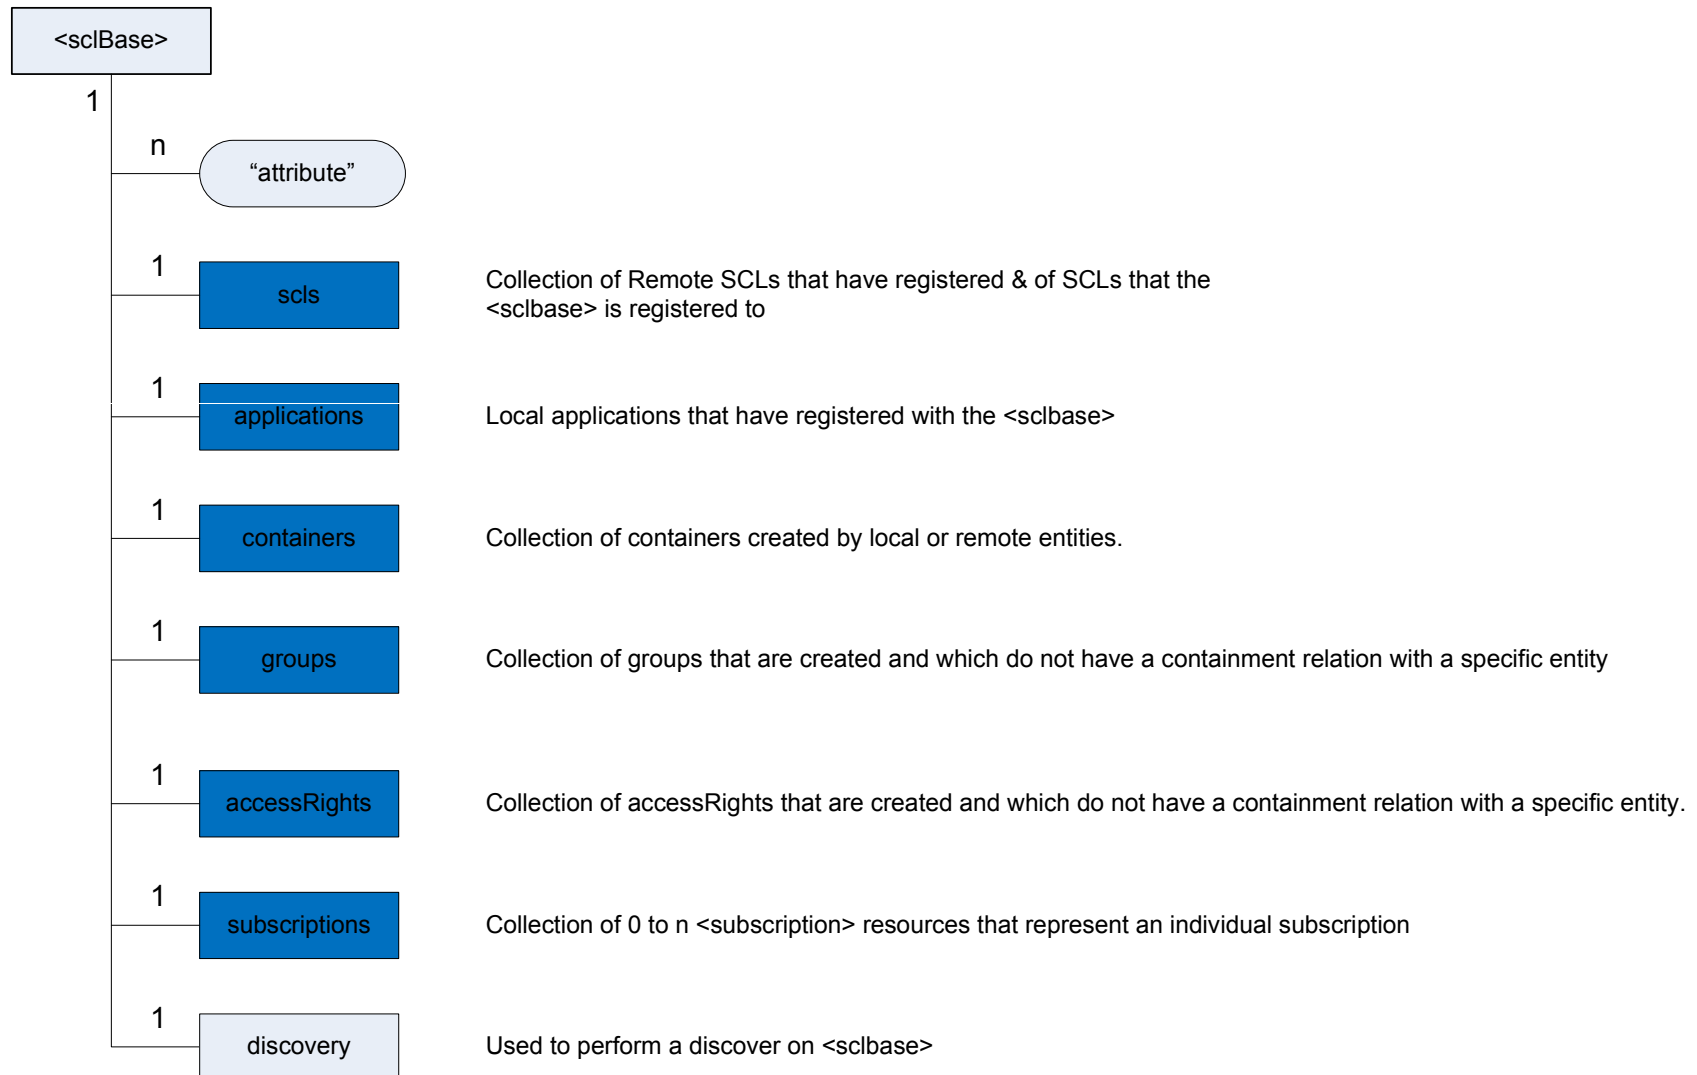 <sclBase>
1
n
“attribute”
1
scls
Collection of Remote SCLs that have registered & of SCLs that the
<sclbase> is registered to
1
applications
Local applications that have registered with the <sclbase>
1
containers
Collection of containers created by local or remote entities.
1
groups
Collection of groups that are created and which do not have a containment relation with a specific entity
1
accessRights
Collection of accessRights that are created and which do not have a containment relation with a specific entity.
1
subscriptions
Collection of 0 to n <subscription> resources that represent an individual subscription
1
discovery
Used to perform a discover on <sclbase>